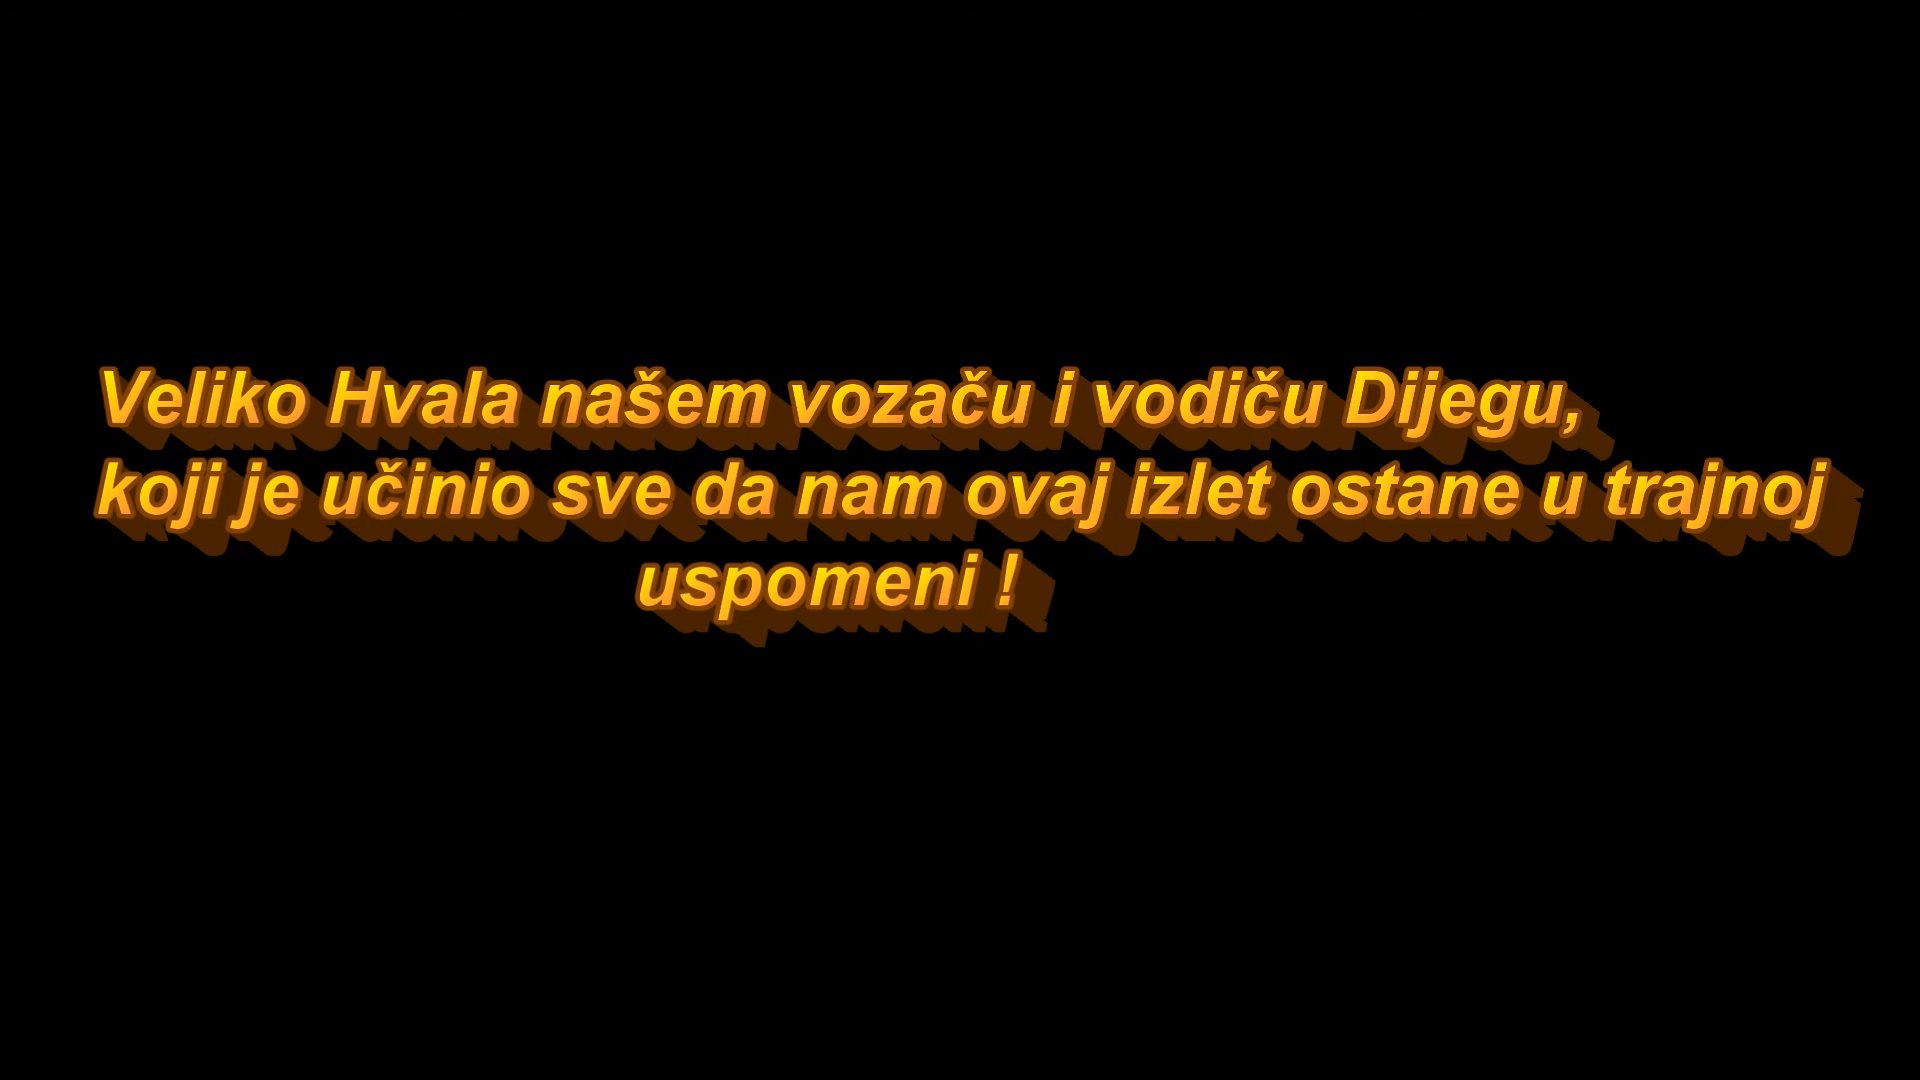 Veliko Hvala našem vozaču i vodiču Dijegu,
koji je učinio sve da nam ovaj izlet ostane u trajnoj
uspomeni !